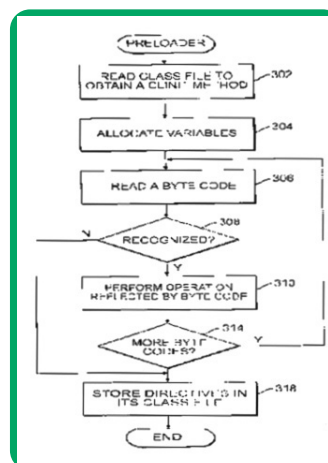 PRELOADER
READ CLASS FILE TO
OBTAIN A CLINIT METHOD
302
ALLOCATE VARIABLES
304
READ A BYTE CODE
306
308
N
RECOGNIZED?
Y
PERFORM OPERATION
REFLECTED BY BYTE CODE
310
314
MORE BYTE
CODES?
Y
STORE DIRECTIVES IN
ITS CLASS FILE
318
END